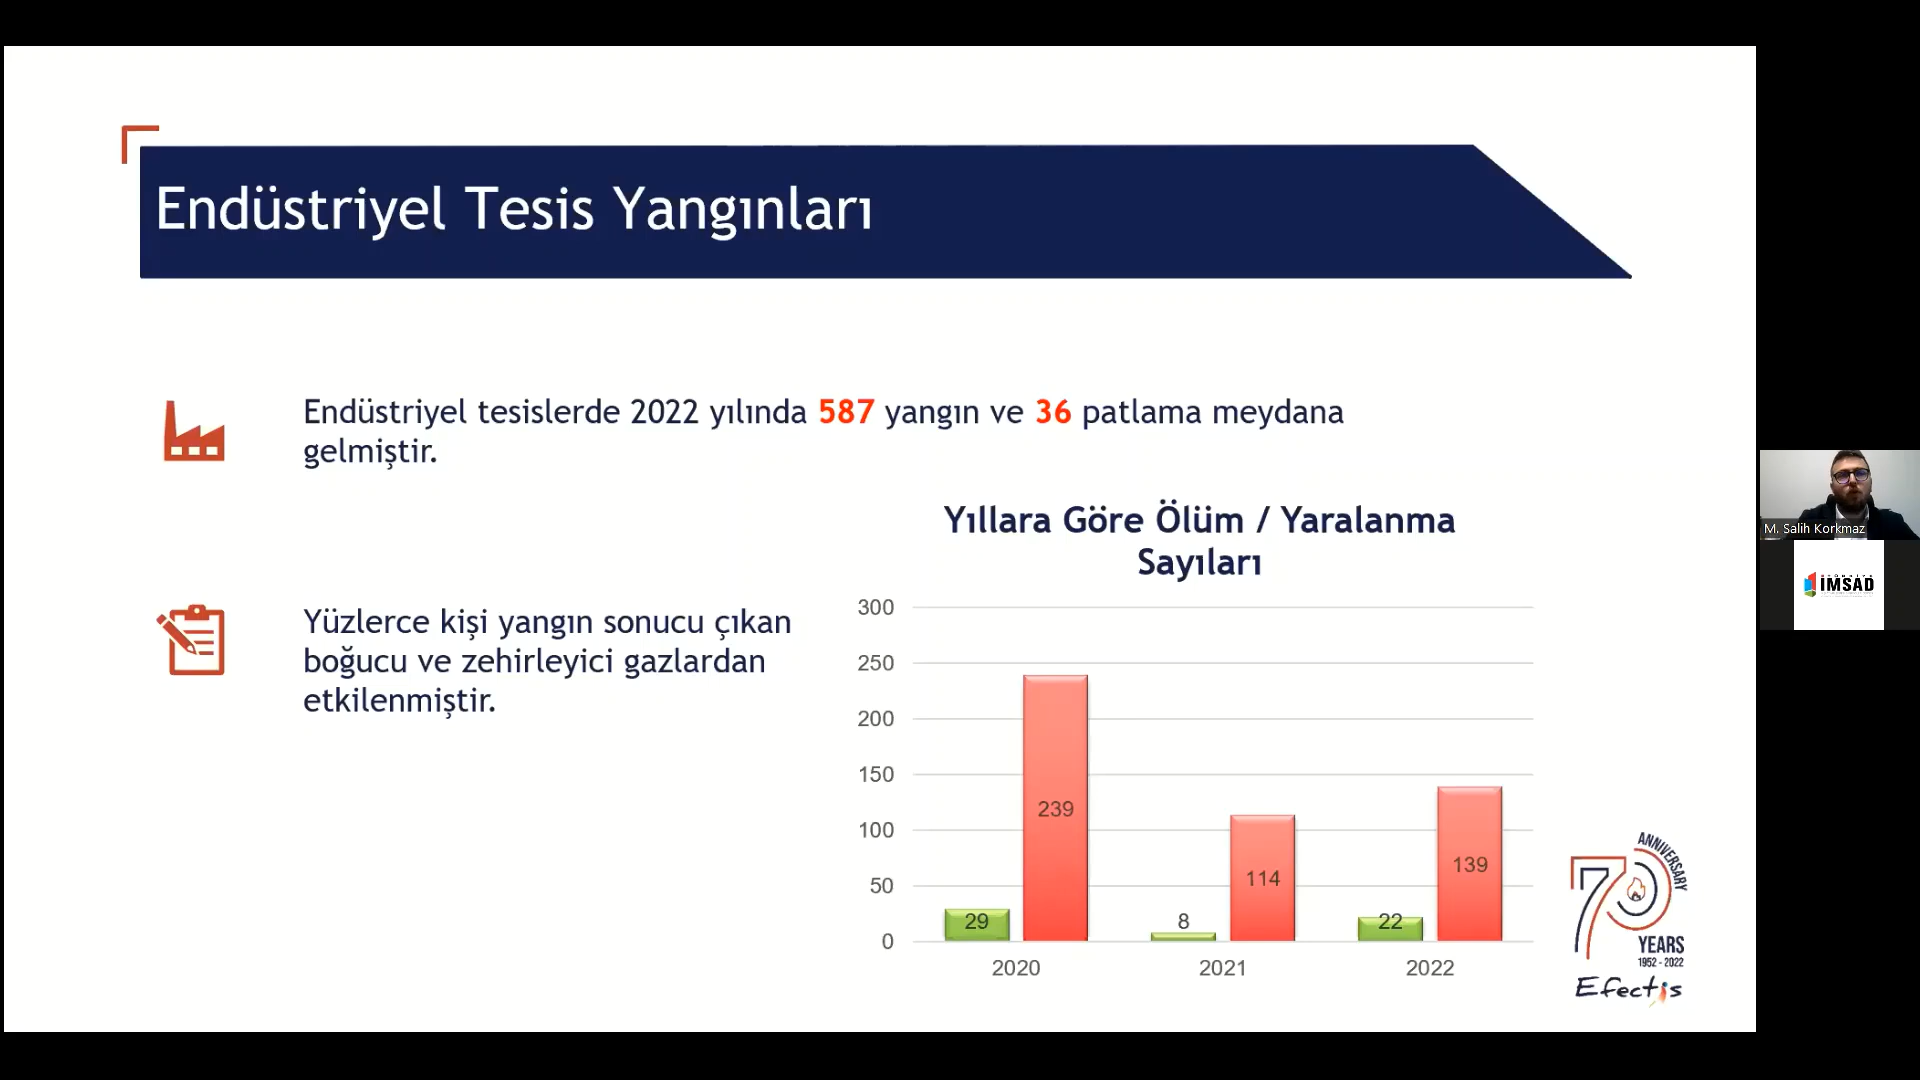 Endüstriyel Tesis Yangınları
Endüstriyel tesislerde 2022 yılında 587 yangın ve 36 patlama meydana
gelmiştir.
Yüzlerce kişi yangın sonucu çıkan
boğucu ve zehirleyici gazlardan
etkilenmiştir.
Yıllara Göre Ölüm / Yaralanma
Sayıları
300
250
200
150
100
50
0
29
239
8
114
22
139
2020
2021
2022
70
ANNIVERSARY
YEARS
1952 - 2022
Efectis
M. Salih Korkmaz
İMSAD